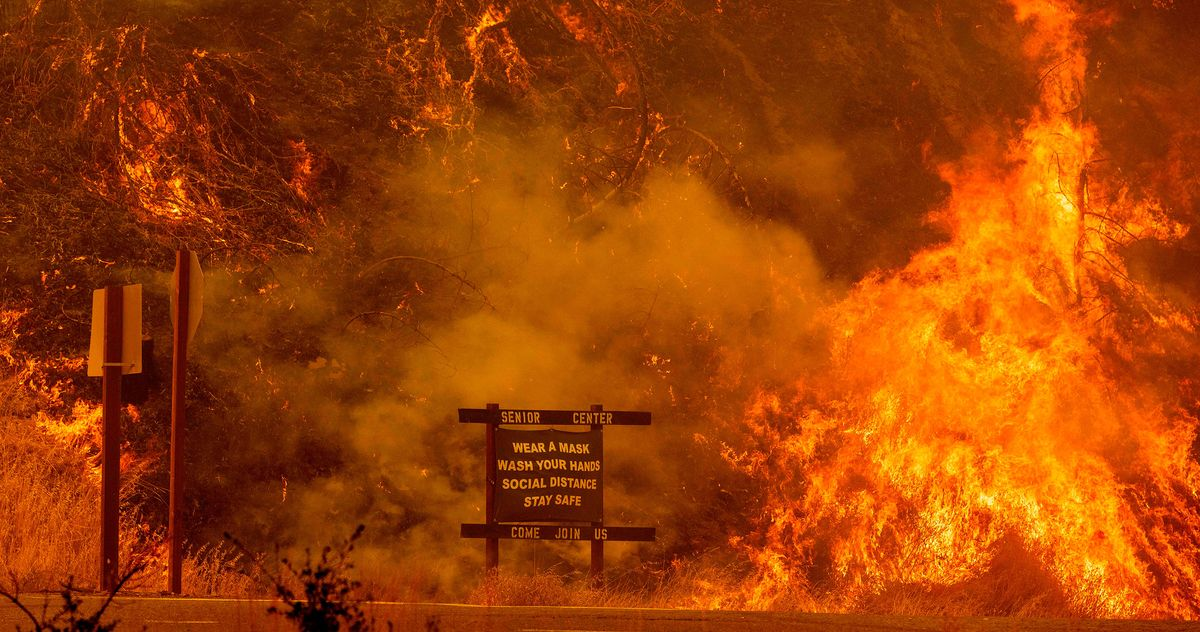 SENIOR CENTER
WEAR A MASK
WASH YOUR HANDS
SOCIAL DISTANCE
STAY SAFE
COME JOIN US